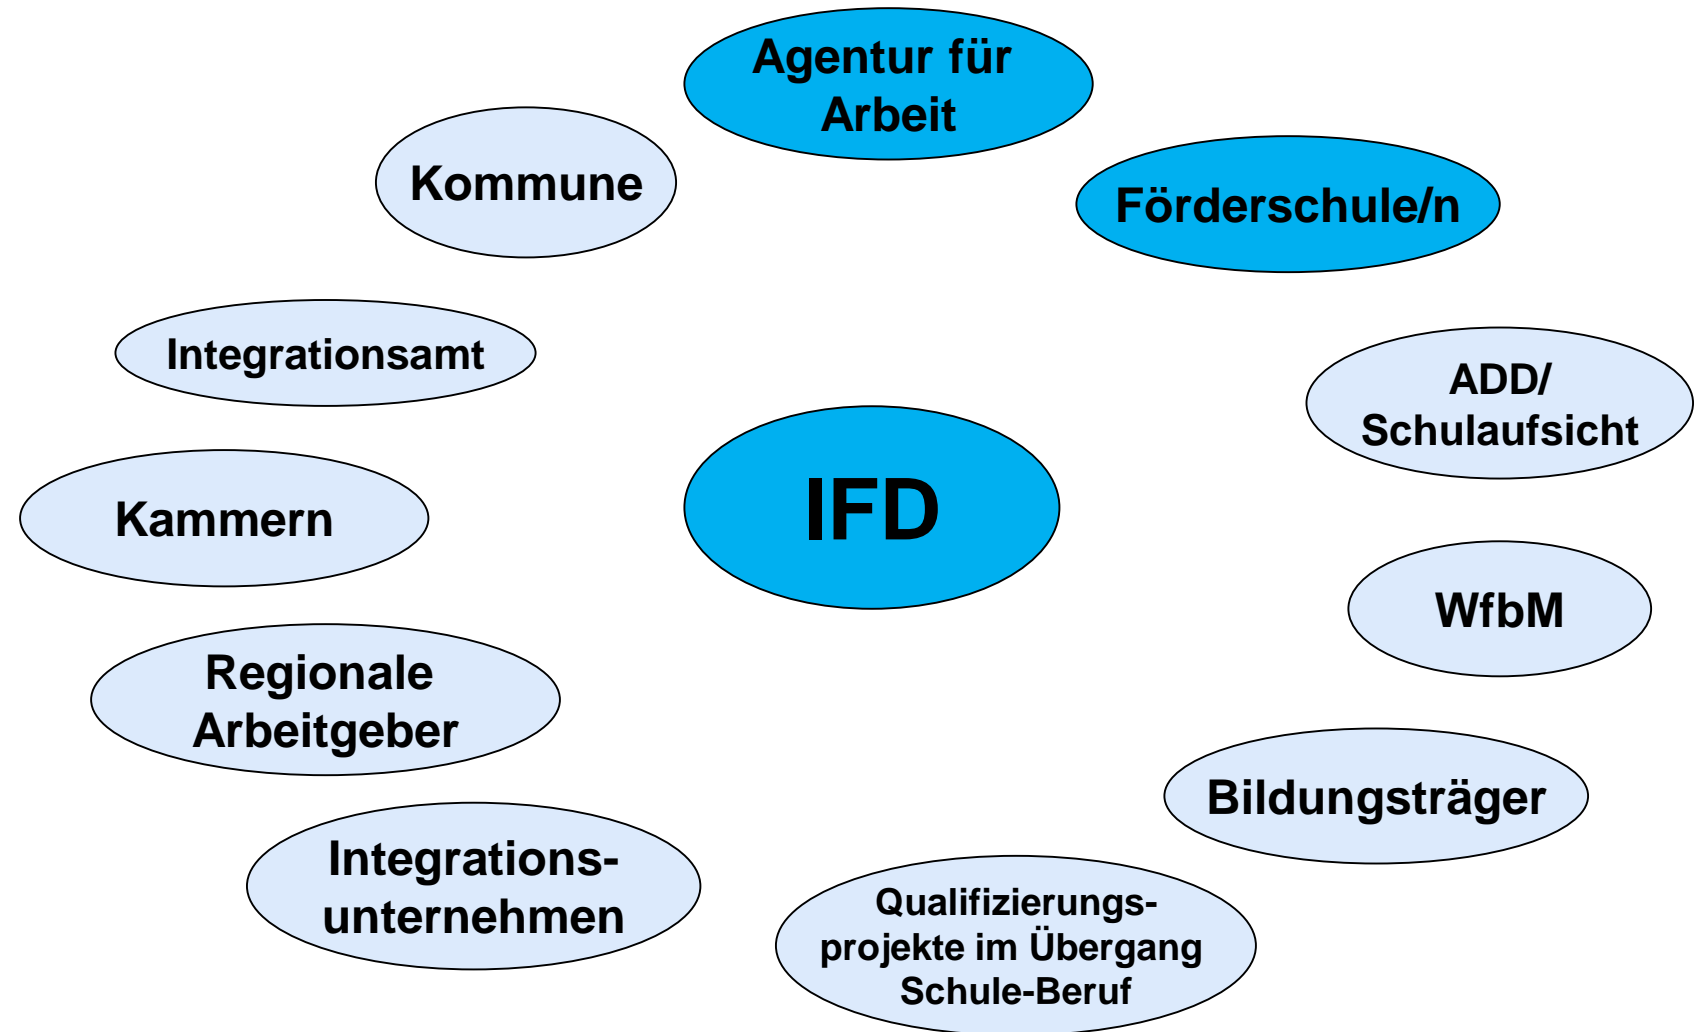 Agentur für
Arbeit
Kommune
Förderschule/n
Integrationsamt
ADD/
Schulaufsicht
Kammern
IFD
WfbM
Regionale
Arbeitgeber
Bildungsträger
Integrations-
unternehmen
Qualifizierungs-
projekte im Übergang
Schule-Beruf